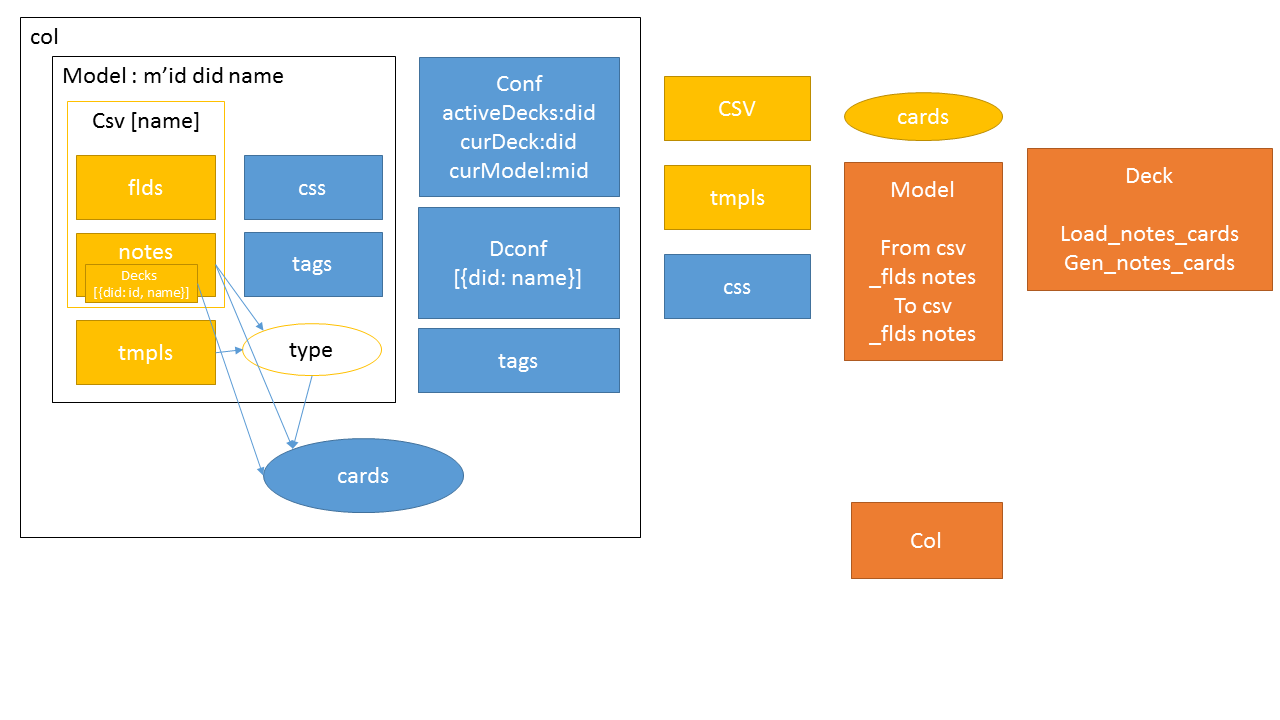 col
Model : m’id did name
Csv [name]
flds
notes
Decks
[{did: id, name}]
tmpls
css
tags
type
cards
Conf
activeDecks:did
curDeck:did
curModel:mid
Dconf
[{did: name}]
tags
CSV
tmpls
css
cards
Model
From csv
_flds notes
To csv
_flds notes
Deck
Load_notes_cards
Gen_notes_cards
Col